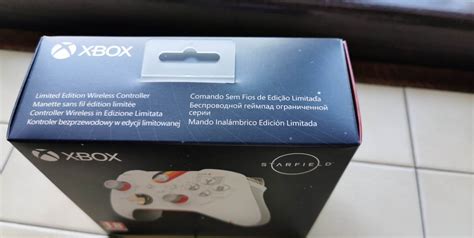 XBOX
Limited Edition Wireless Controller
Manette sans fil édition limitée
Controller Wireless in Edizione Limitata
Kontroler bezprzewodowy w edycji limitowanej
Comando Sem Fios de Edição Limitada
Беспроводной геймпад ограниченной
серии
Mando Inalámbrico Edición Limitada
XBOX
STARFIELD